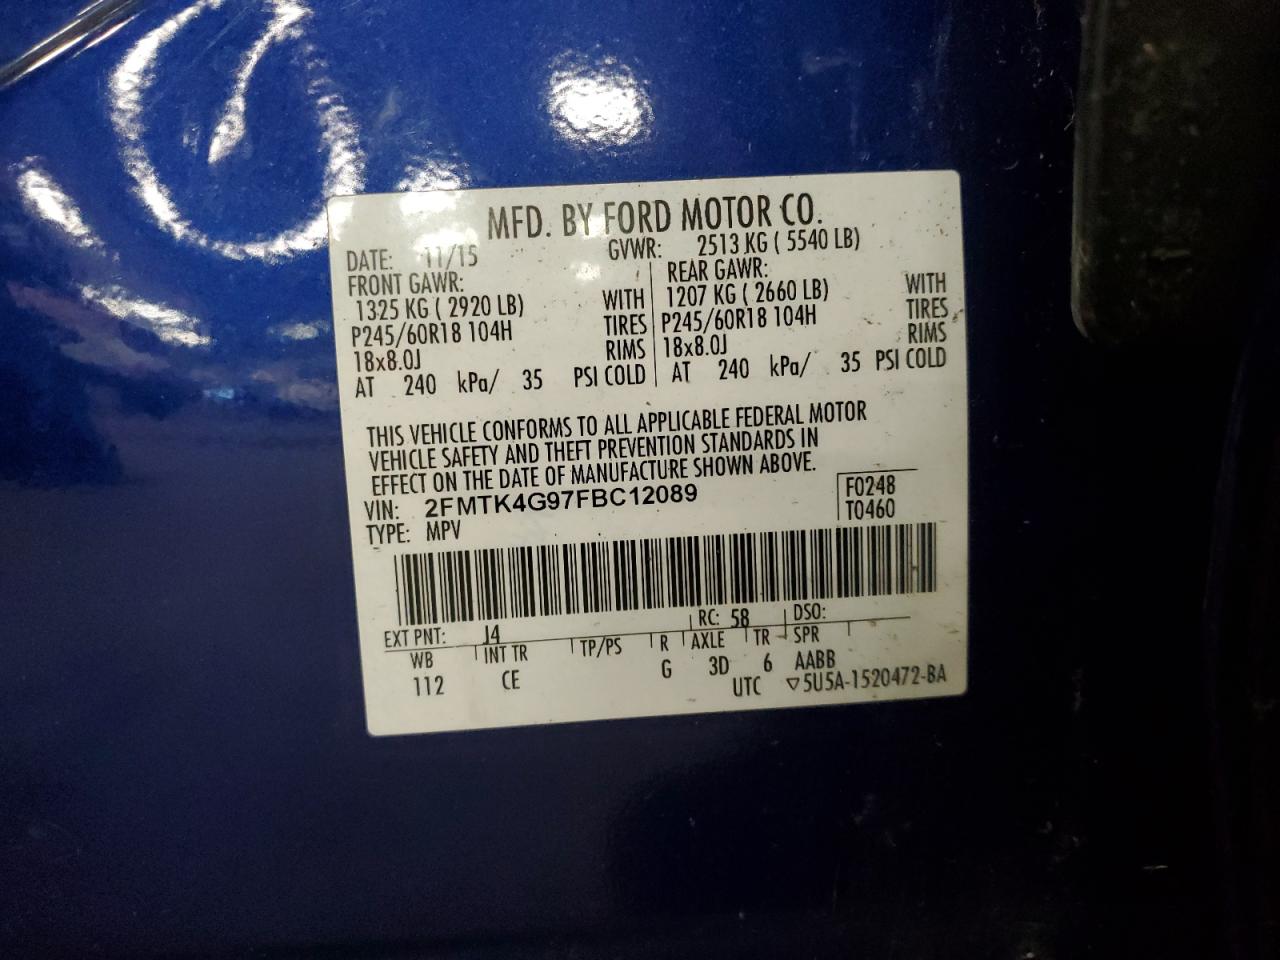 MFD. BY FORD MOTOR CO.
DATE: 11/15 GVWR: 2513 KG ( 5540 LB)
FRONT GAWR: REAR GAWR:
1325 KG ( 2920 LB) WITH 1207 KG ( 2660 LB) WITH
P245/60R18 104H TIRES P245/60R18 104H TIRES
18x8.0J RIMS 18x8.0J RIMS
AT 240 kPa/ 35 PSI COLD AT 240 kPa/ 35 PSI COLD
THIS VEHICLE CONFORMS TO ALL APPLICABLE FEDERAL MOTOR
VEHICLE SAFETY AND THEFT PREVENTION STANDARDS IN
EFFECT ON THE DATE OF MANUFACTURE SHOWN ABOVE.
VIN: 2FMTK4G97FBC12089 F0248
TYPE: MPV T0460
EXT PNT: J4 RC: 58 DSO:
WB INT TR TP/PS R AXLE TR SPR
112 CE G 3D 6 AABB
UTC ▽5U5A-1520472-BA